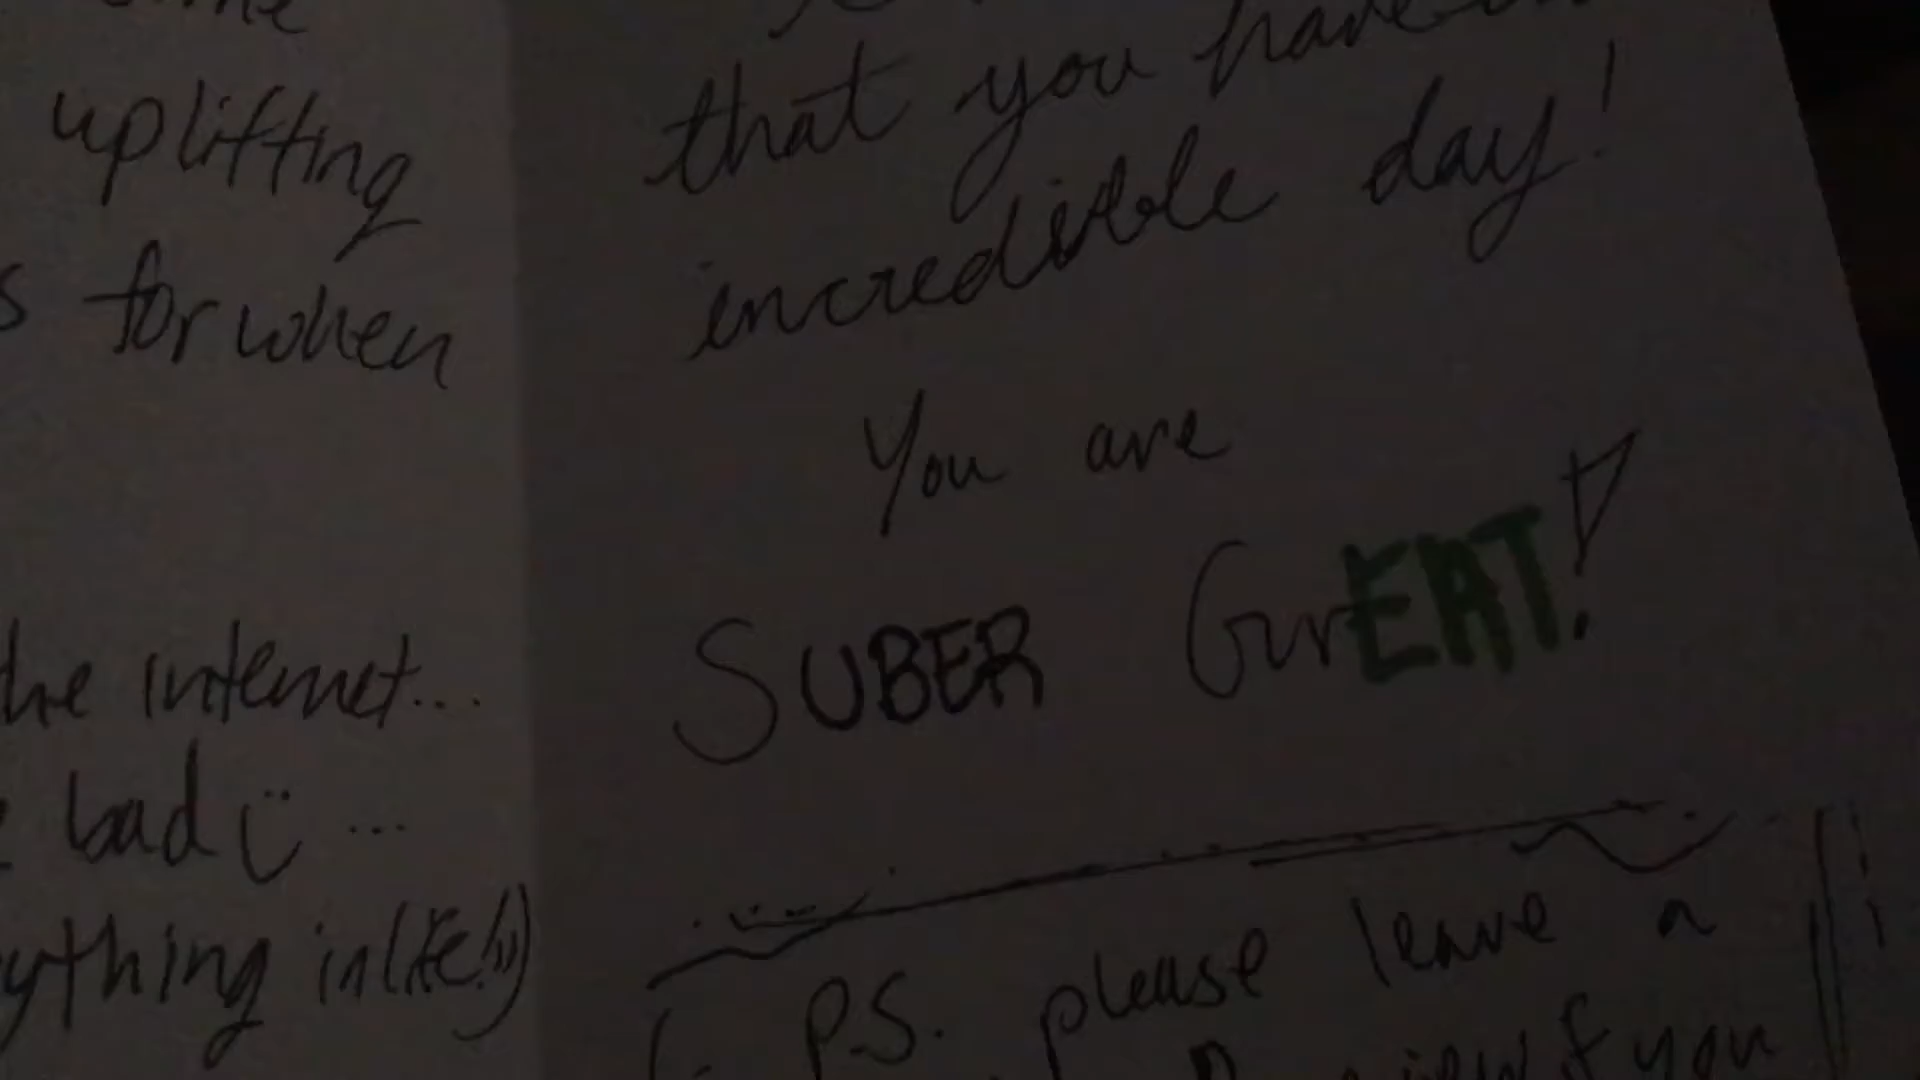 uplifting
for when
the internet...
bad :) ...
ything in life!))
that you have
incredible day!
You are
SUBER GrEAT!
P.S. please leave a
you